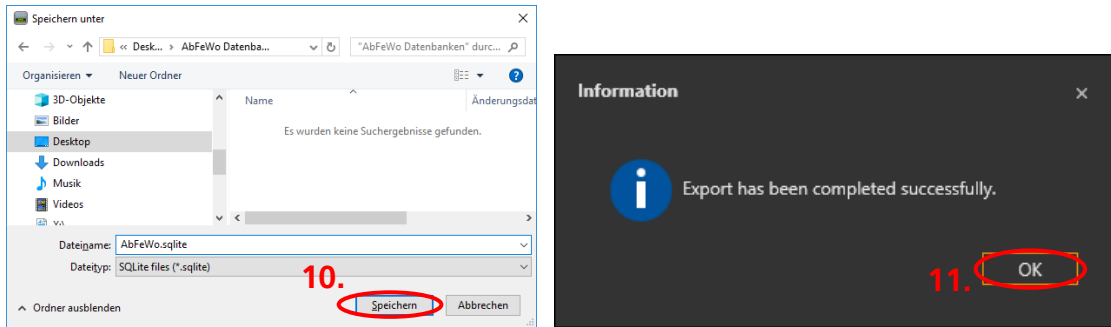 Speichern unter
« Desk... › AbFeWo Datenba...
"AbFeWo Datenbanken" durc...
Organisieren
Neuer Ordner
3D-Objekte
Bilder
Desktop
Downloads
Musik
Videos
Name
Änderungsdat
Es wurden keine Suchergebnisse gefunden.
Dateiname: AbFeWo.sqlite
Dateityp: SQLite files (*.sqlite)
10.
Ordner ausblenden
Speichern
Abbrechen
Information
Export has been completed successfully.
11.
OK